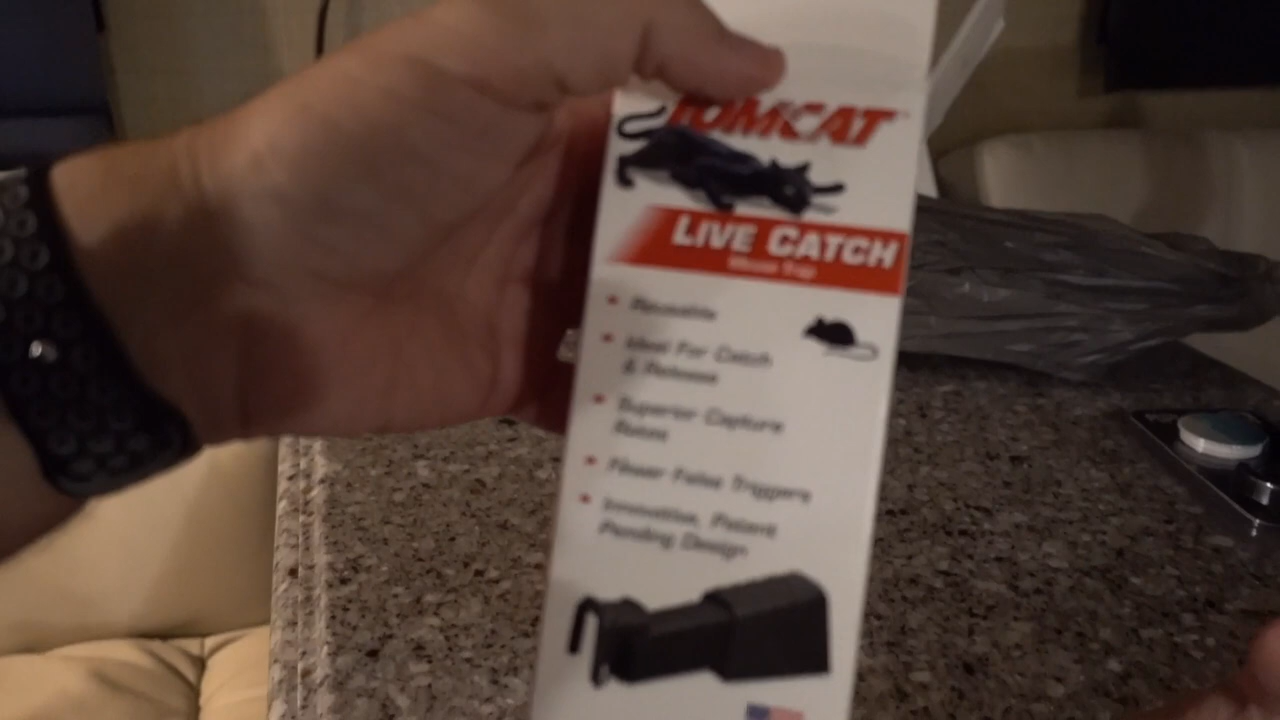 TOMCAT
LIVE CATCH
Mouse Trap
Reusable
Ideal For Catch
& Release
Superior Capture
Rates
Fewer False Triggers
Innovative, Patent
Pending Design